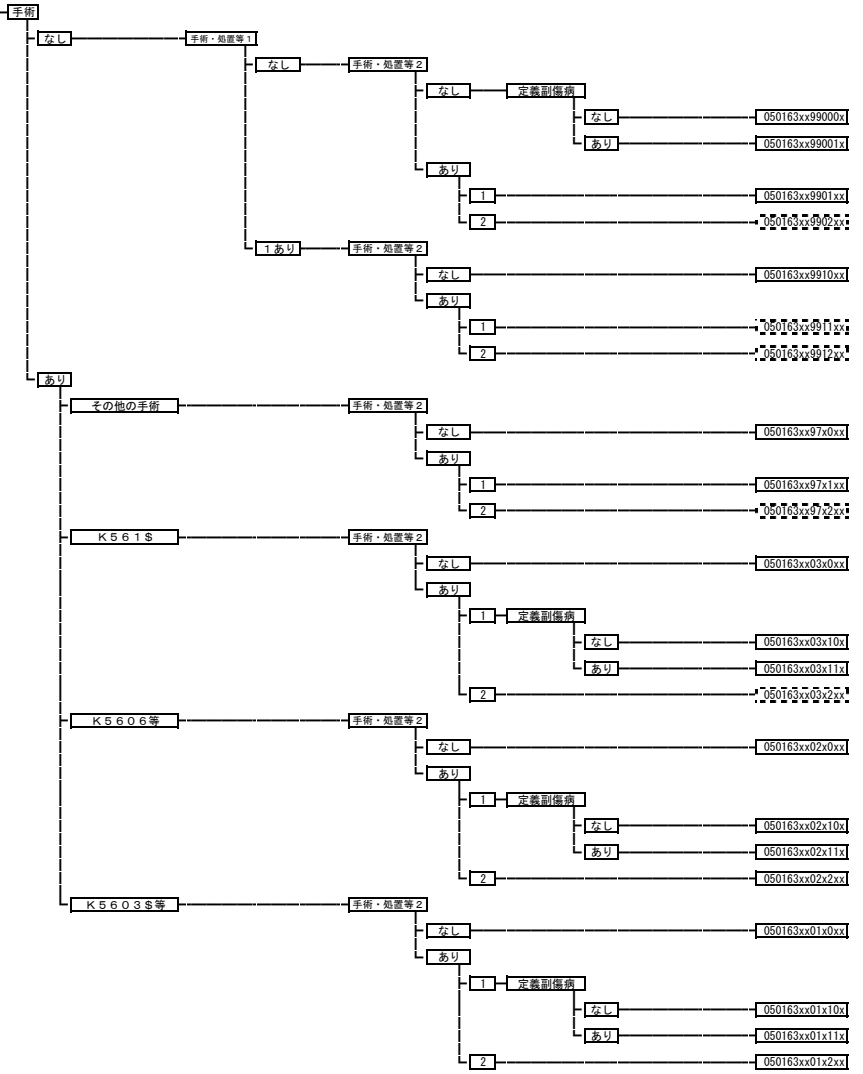 手術
なし 手術・処置等1
なし 手術・処置等2
なし 定義副傷病
なし 050163xx99000x
あり 050163xx99001x
あり
1 050163xx9901xx
2 050163xx9902xx
1あり 手術・処置等2
なし 050163xx9910xx
あり
1 050163xx9911xx
2 050163xx9912xx
あり
その他の手術 手術・処置等2
なし 050163xx97x0xx
あり
1 050163xx97x1xx
2 050163xx97x2xx
K561$ 手術・処置等2
なし 050163xx03x0xx
あり
1 定義副傷病
なし 050163xx03x10x
あり 050163xx03x11x
2 050163xx03x2xx
K5606等 手術・処置等2
なし 050163xx02x0xx
あり
1 定義副傷病
なし 050163xx02x10x
あり 050163xx02x11x
2 050163xx02x2xx
K5603$等 手術・処置等2
なし 050163xx01x0xx
あり
1 定義副傷病
なし 050163xx01x10x
あり 050163xx01x11x
2 050163xx01x2xx